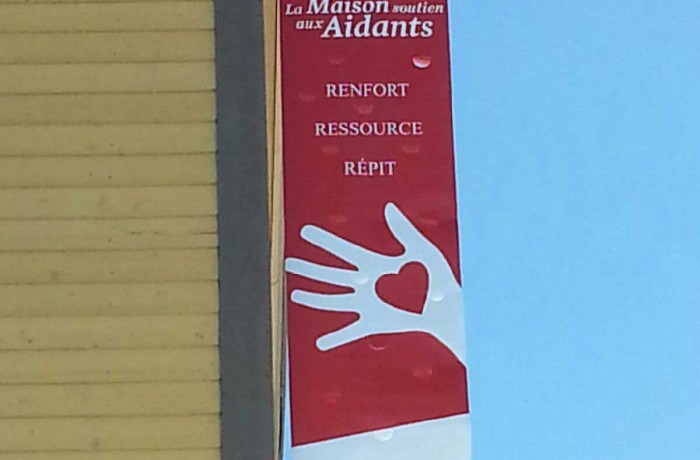 La Maison soutien
aux Aidants
RENFORT
RESSOURCE
RÉPIT